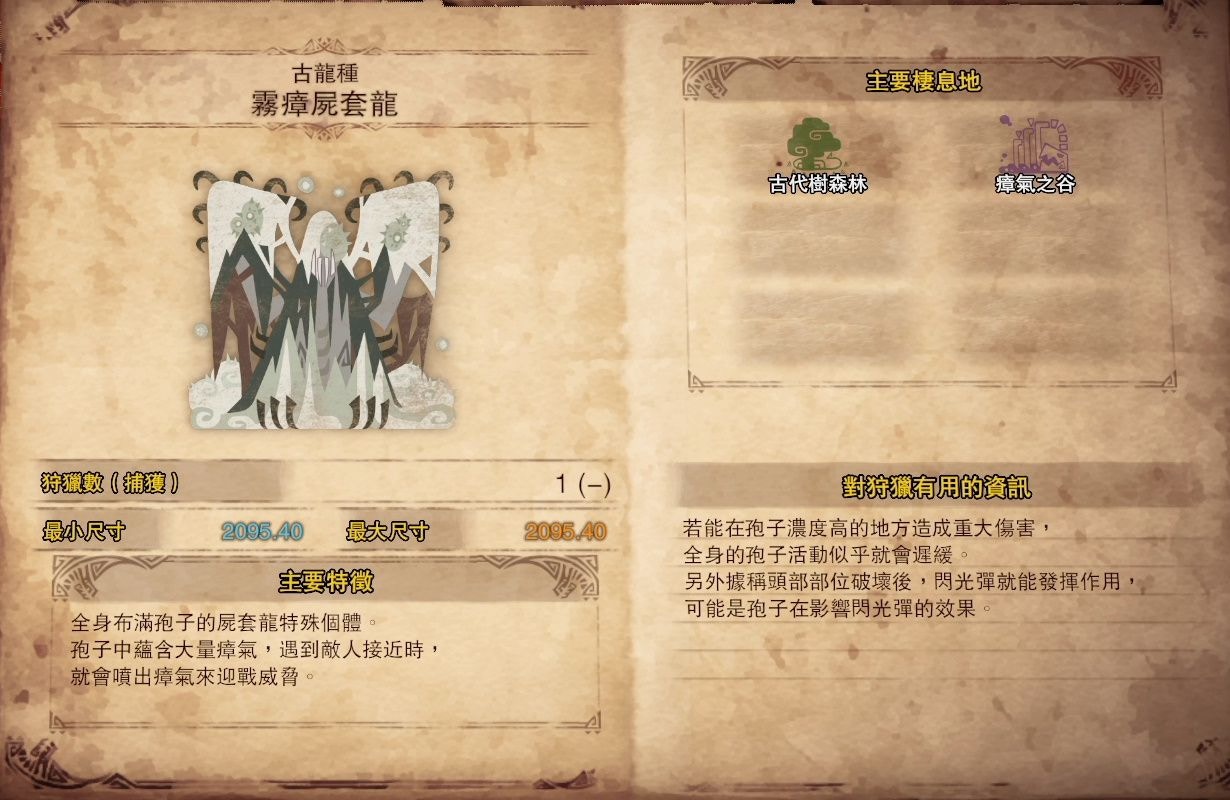 古龍種
霧瘴屍套龍
狩獵數（捕獲） 1 (–)
最小尺寸 2095.40 最大尺寸 2095.40
主要特徵
全身布滿孢子的屍套龍特殊個體。
孢子中蘊含大量瘴氣，遇到敵人接近時，
就會噴出瘴氣來迎戰威脅。
主要棲息地
古代樹森林 瘴氣之谷
對狩獵有用的資訊
若能在孢子濃度高的地方造成重大傷害，
全身的孢子活動似乎就會遲緩。
另外據稱頭部部位破壞後，閃光彈就能發揮作用，
可能是孢子在影響閃光彈的效果。